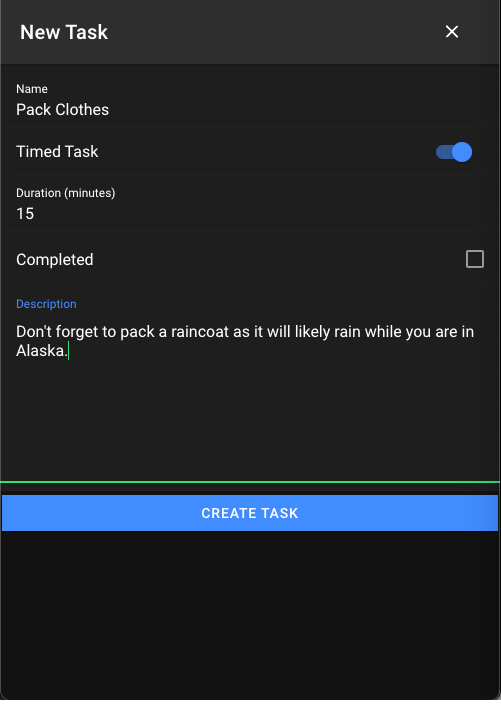 New Task
Name
Pack Clothes
Timed Task
Duration (minutes)
15
Completed
Description
Don't forget to pack a raincoat as it will likely rain while you are in
Alaska.
CREATE TASK